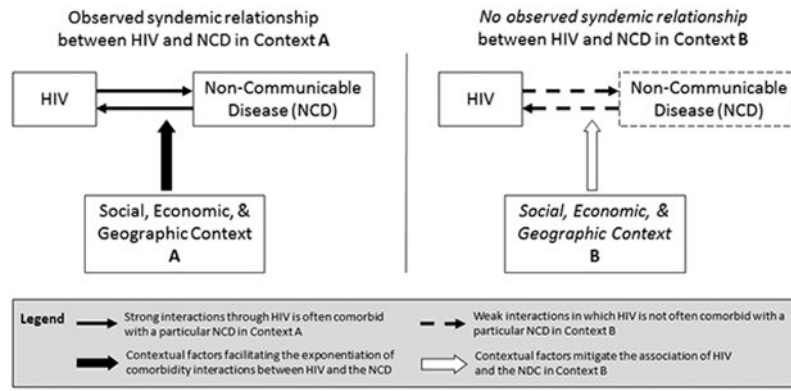 Observed syndemic relationship
between HIV and NCD in Context A
HIV
Non-Communicable
Disease (NCD)
Social, Economic, &
Geographic Context
A
No observed syndemic relationship
between HIV and NCD in Context B
HIV
Non-Communicable
Disease (NCD)
Social, Economic, &
Geographic Context
B
Legend
Strong interactions through HIV is often comorbid
with a particular NCD in Context A
Contextual factors facilitating the exponentiation of
comorbidity interactions between HIV and the NCD
Weak interactions in which HIV is not often comorbid with a
particular NCD in Context B
Contextual factors mitigate the association of HIV
and the NDC in Context B